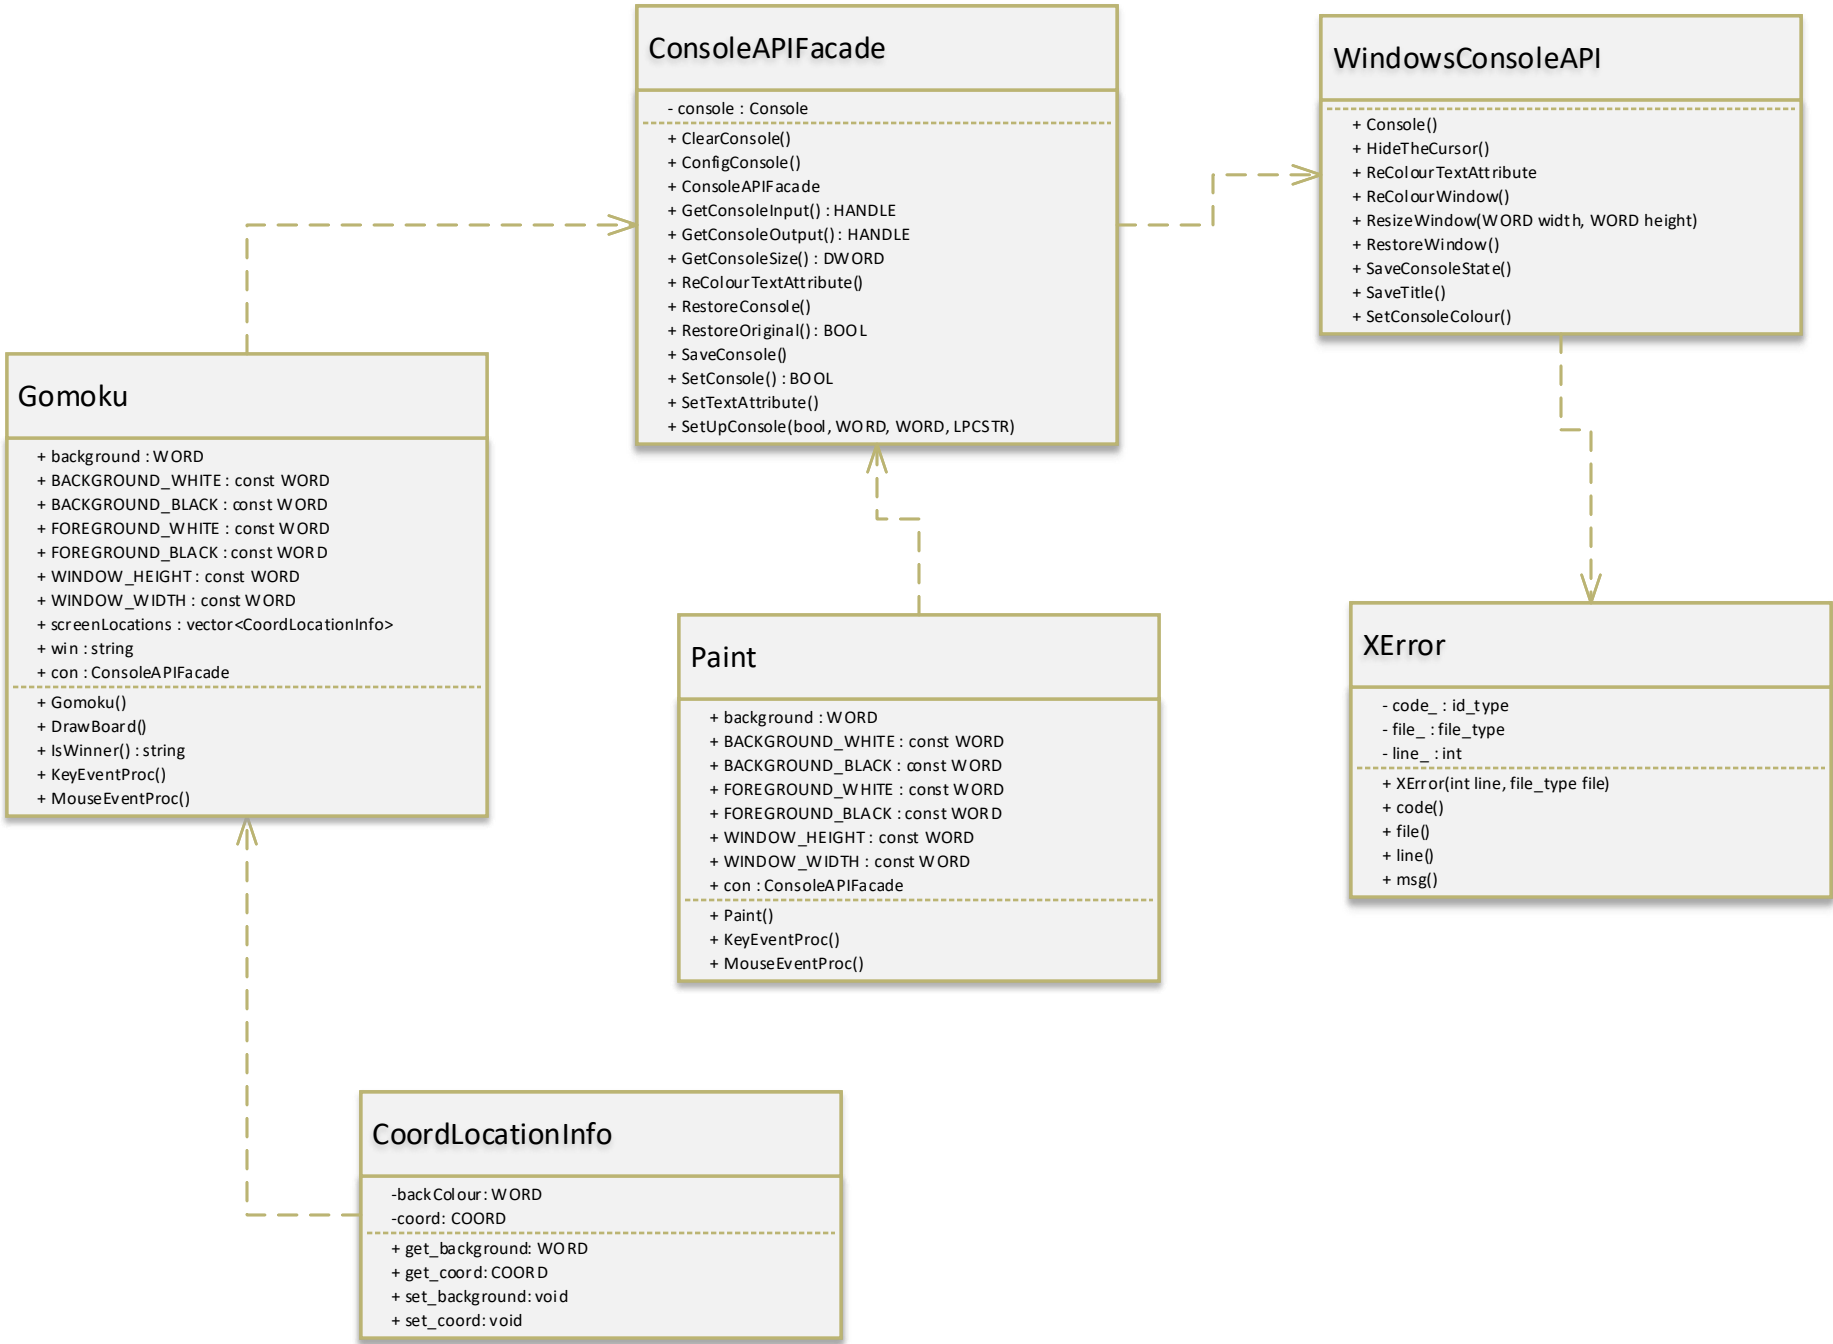 ConsoleAPIFacade
- console : Console
+ ClearConsole()
+ ConfigConsole()
+ ConsoleAPIFacade
+ GetConsoleInput() : HANDLE
+ GetConsoleOutput() : HANDLE
+ GetConsoleSize() : DWORD
+ ReColourTextAttribute()
+ RestoreConsole()
+ RestoreOriginal() : BOOL
+ SaveConsole()
+ SetConsole() : BOOL
+ SetTextAttribute()
+ SetUpConsole(bool, WORD, WORD, LPCSTR)
WindowsConsoleAPI
+ Console()
+ HideTheCursor()
+ ReColourTextAttribute
+ ReColourWindow()
+ ResizeWindow(WORD width, WORD height)
+ RestoreWindow()
+ SaveConsoleState()
+ SaveTitle()
+ SetConsoleColour()
Gomoku
+ background : WORD
+ BACKGROUND_WHITE : const WORD
+ BACKGROUND_BLACK : const WORD
+ FOREGROUND_WHITE : const WORD
+ FOREGROUND_BLACK : const WORD
+ WINDOW_HEIGHT : const WORD
+ WINDOW_WIDTH : const WORD
+ screenLocations : vector<CoordLocationInfo>
+ win : string
+ con : ConsoleAPIFacade
+ Gomoku()
+ DrawBoard()
+ IsWinner() : string
+ KeyEventProc()
+ MouseEventProc()
Paint
+ background : WORD
+ BACKGROUND_WHITE : const WORD
+ BACKGROUND_BLACK : const WORD
+ FOREGROUND_WHITE : const WORD
+ FOREGROUND_BLACK : const WORD
+ WINDOW_HEIGHT : const WORD
+ WINDOW_WIDTH : const WORD
+ con : ConsoleAPIFacade
+ Paint()
+ KeyEventProc()
+ MouseEventProc()
XError
- code_ : id_type
- file_ : file_type
- line_ : int
+ XError(int line, file_type file)
+ code()
+ file()
+ line()
+ msg()
CoordLocationInfo
-backColour: WORD
-coord: COORD
+ get_background: WORD
+ get_coord: COORD
+ set_background: void
+ set_coord: void